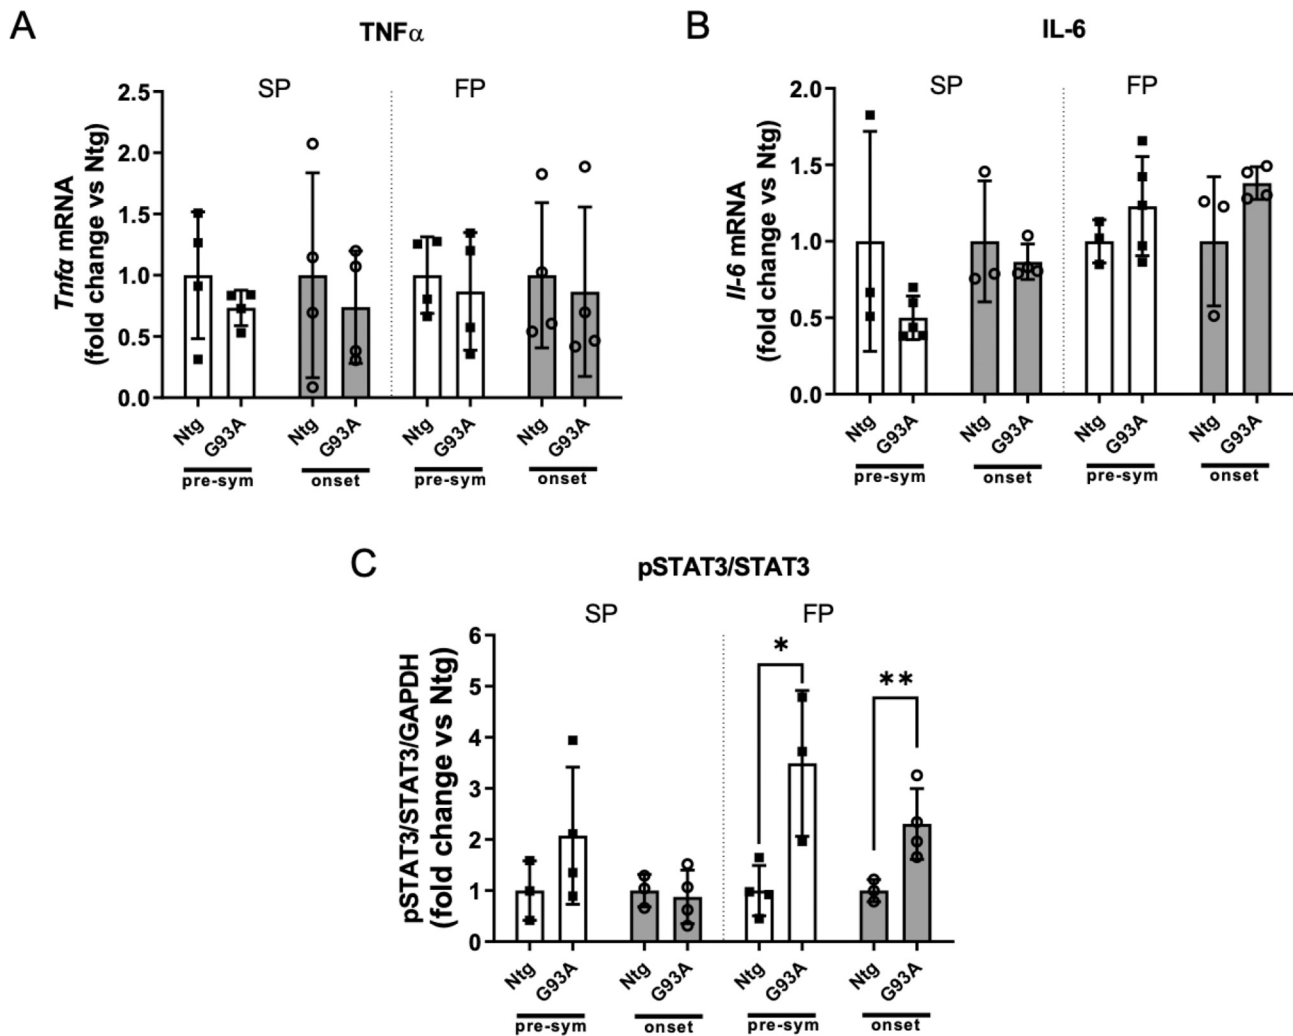 A
TNFα
SP
FP
Tnfα mRNA
(fold change vs Ntg)
2.5
2.0
1.5
1.0
0.5
0.0
Ntg
G93A
Ntg
G93A
Ntg
G93A
Ntg
G93A
pre-sym
onset
pre-sym
onset
B
IL-6
SP
FP
Il-6 mRNA
(fold change vs Ntg)
2.0
1.5
1.0
0.5
0.0
Ntg
G93A
Ntg
G93A
Ntg
G93A
Ntg
G93A
pre-sym
onset
pre-sym
onset
C
pSTAT3/STAT3
SP
FP
pSTAT3/STAT3/GAPDH
(fold change vs Ntg)
6
5
4
3
2
1
0
*
**
Ntg
G93A
Ntg
G93A
Ntg
G93A
Ntg
G93A
pre-sym
onset
pre-sym
onset